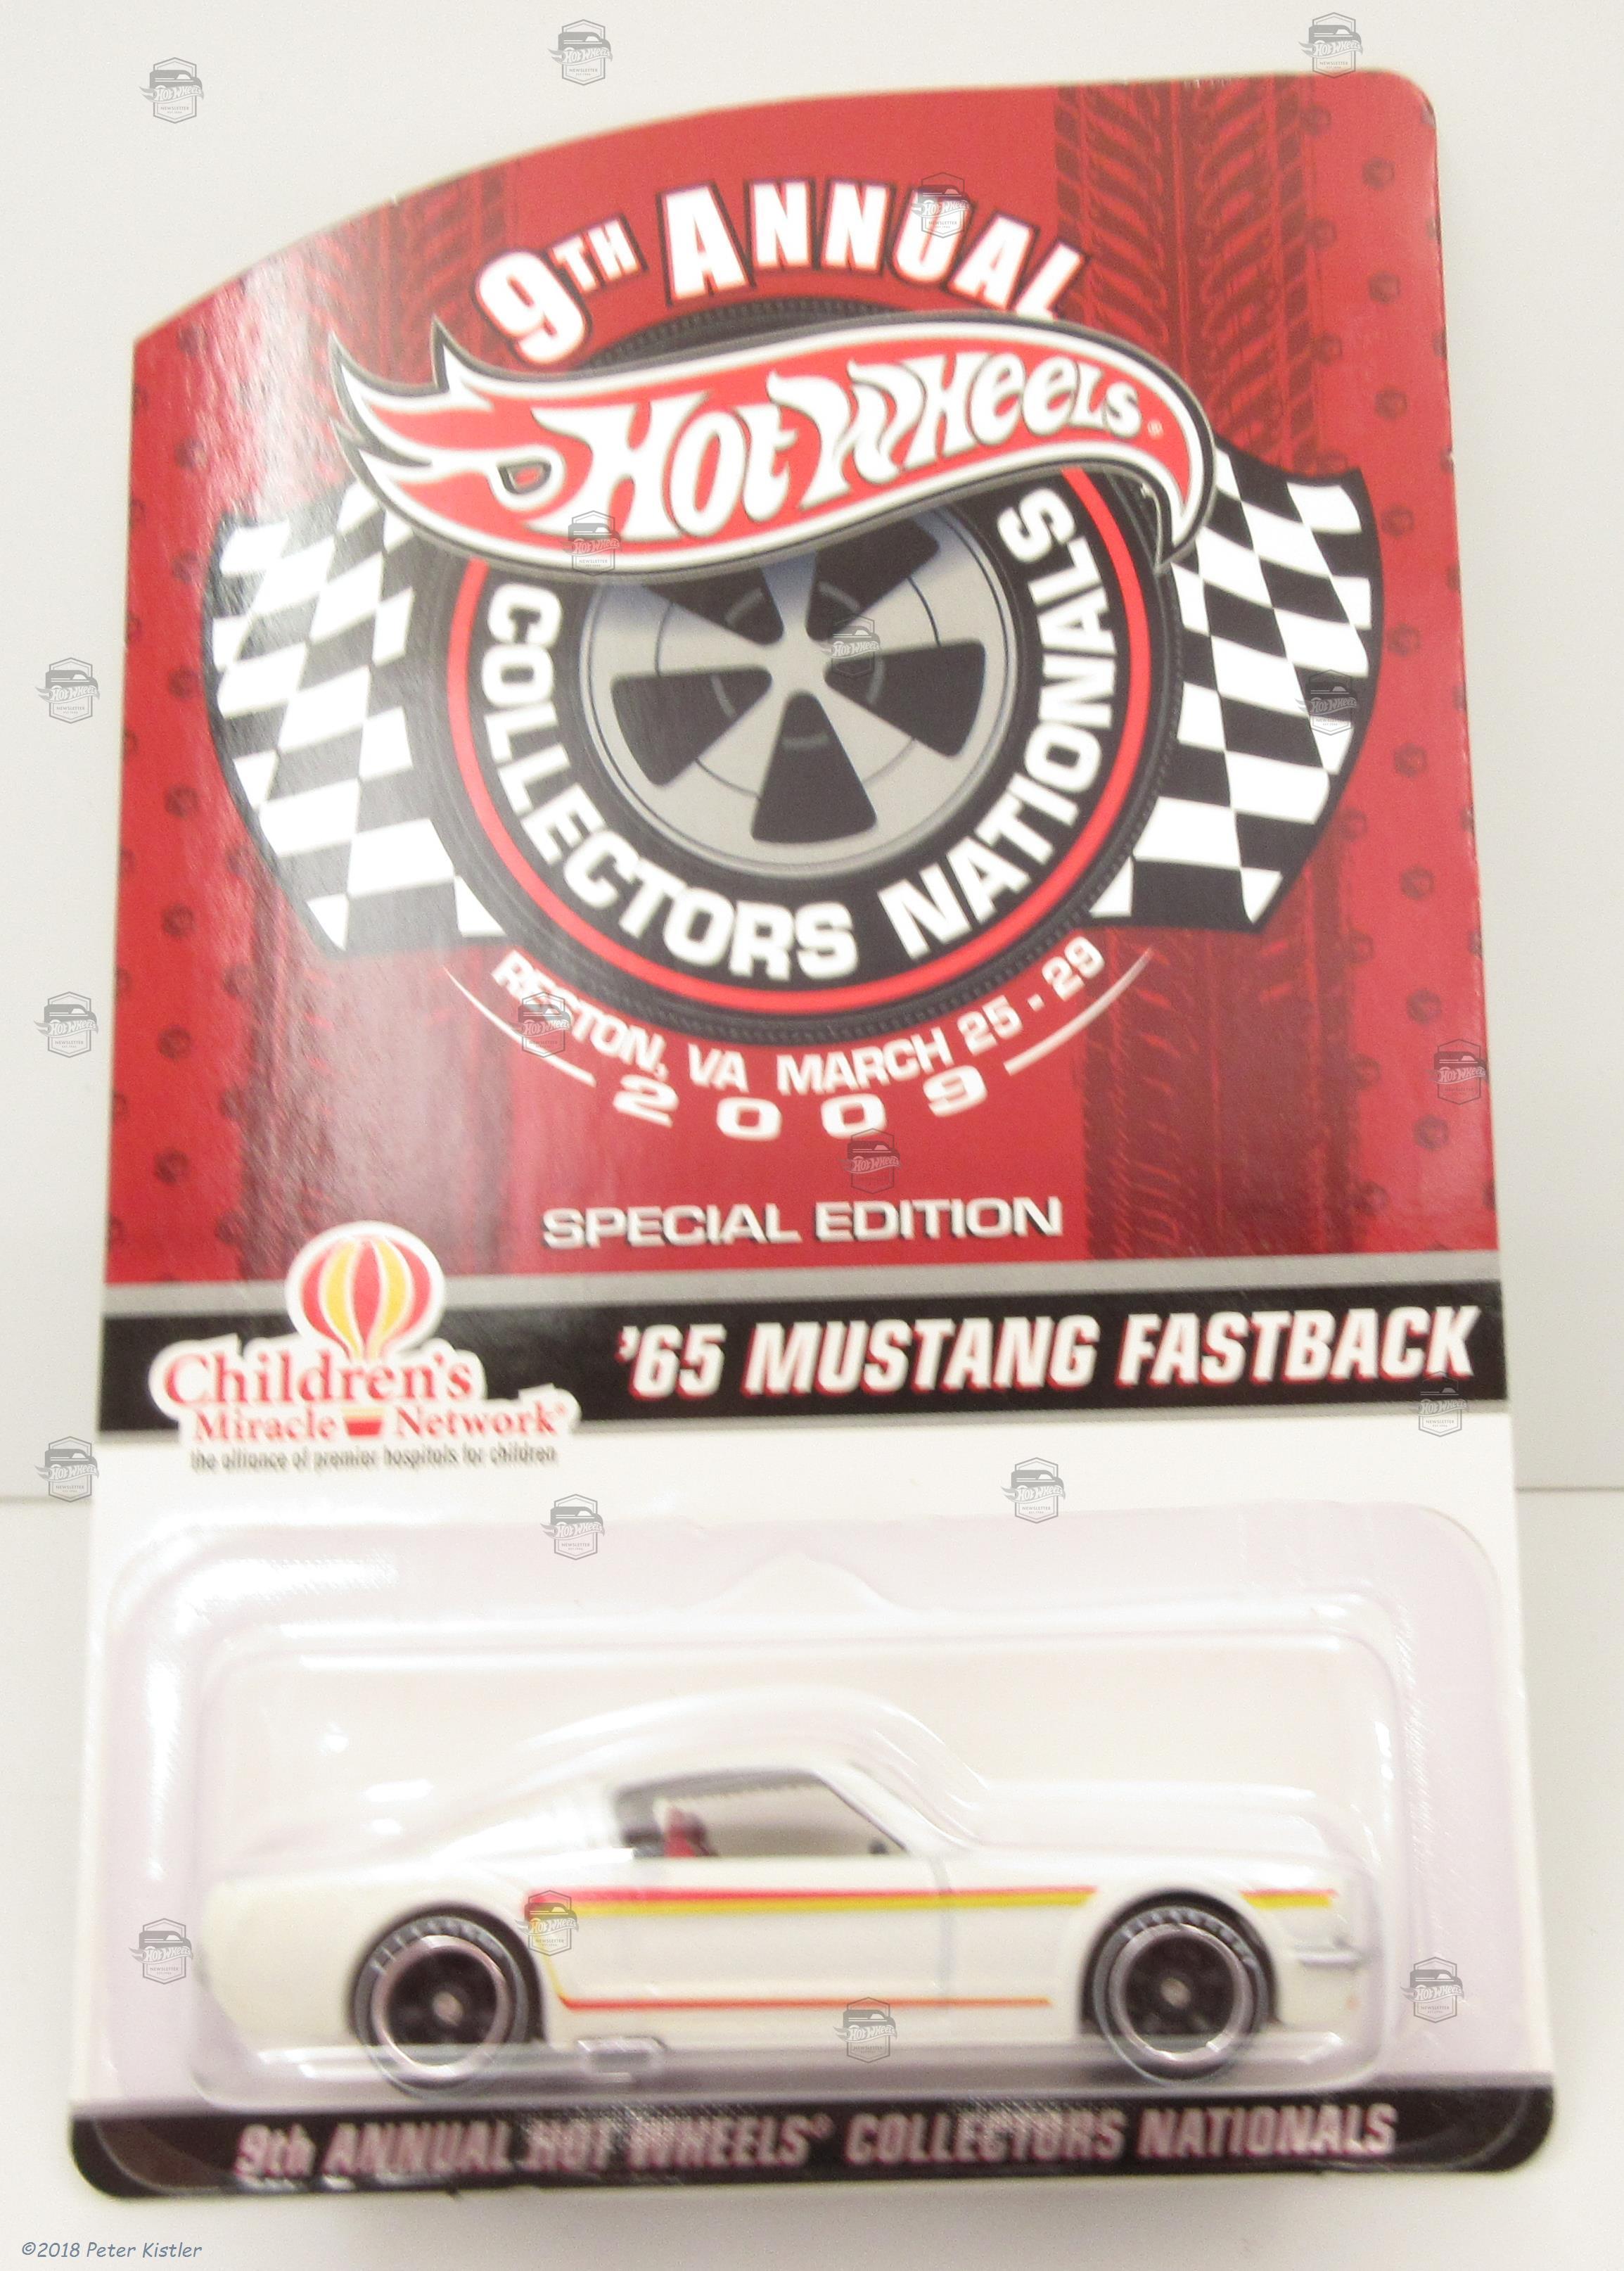 9TH ANNUAL
HOT WHEELS®
COLLECTORS NATIONALS
RESTON, VA MARCH 25 - 29
2009
SPECIAL EDITION
'65 MUSTANG FASTBACK
Children's
Miracle Network®
the alliance of premier hospitals for children
9th ANNUAL HOT WHEELS® COLLECTORS NATIONALS
©2018 Peter Kistler